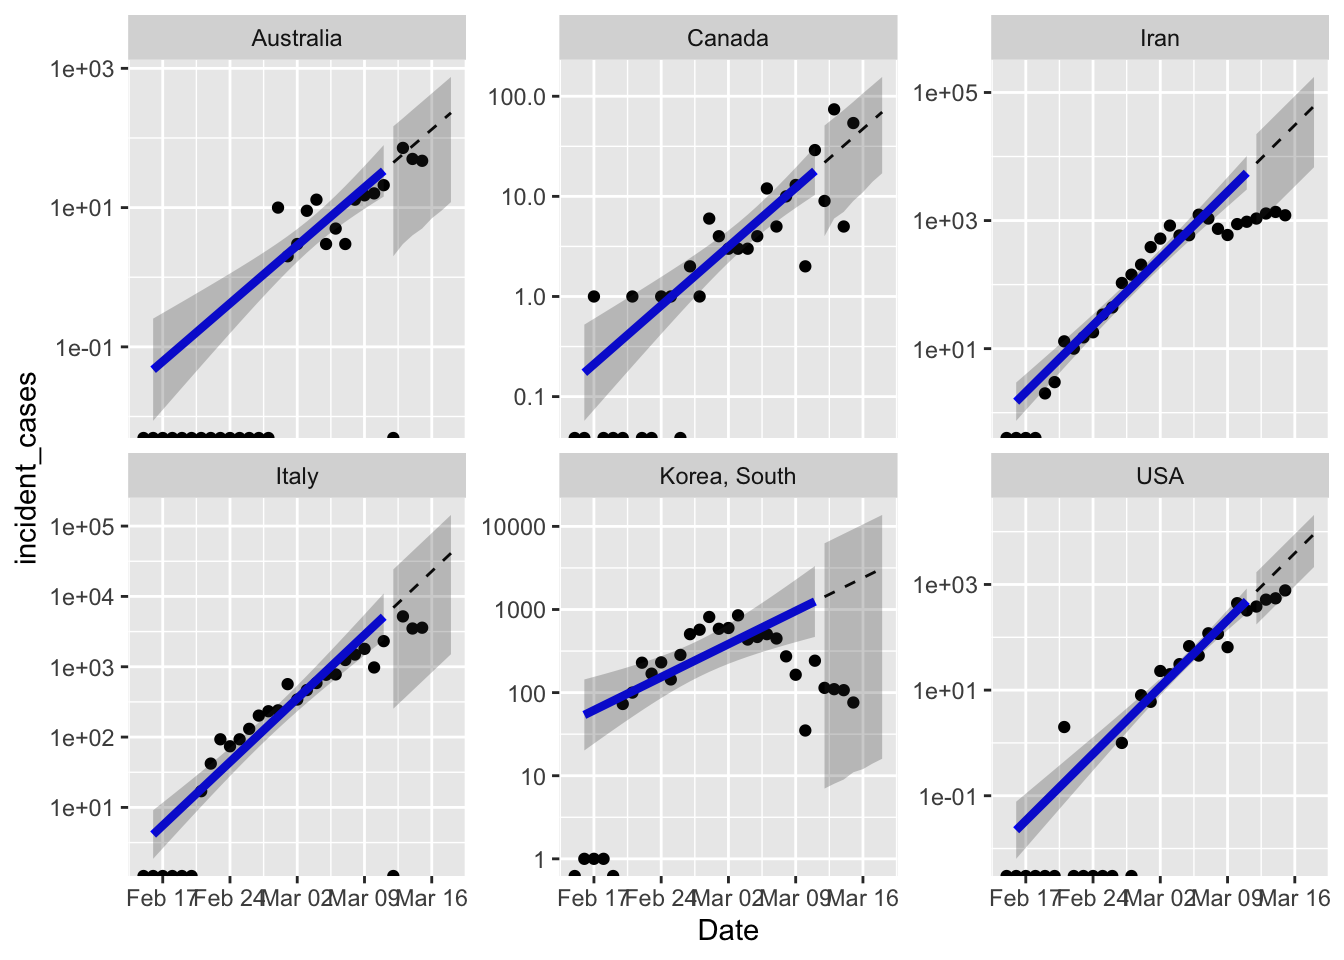 Australia
Canada
Iran
1e+03
1e+01
1e-01
100.0
10.0
1.0
0.1
1e+05
1e+03
1e+01
incident_cases
Italy
Korea, South
USA
1e+05
1e+04
1e+03
1e+02
1e+01
10000
1000
100
10
1
1e+03
1e+01
1e-01
Feb 17 Feb 24 Mar 02 Mar 09 Mar 16
Feb 17 Feb 24 Mar 02 Mar 09 Mar 16
Feb 17 Feb 24 Mar 02 Mar 09 Mar 16
Date